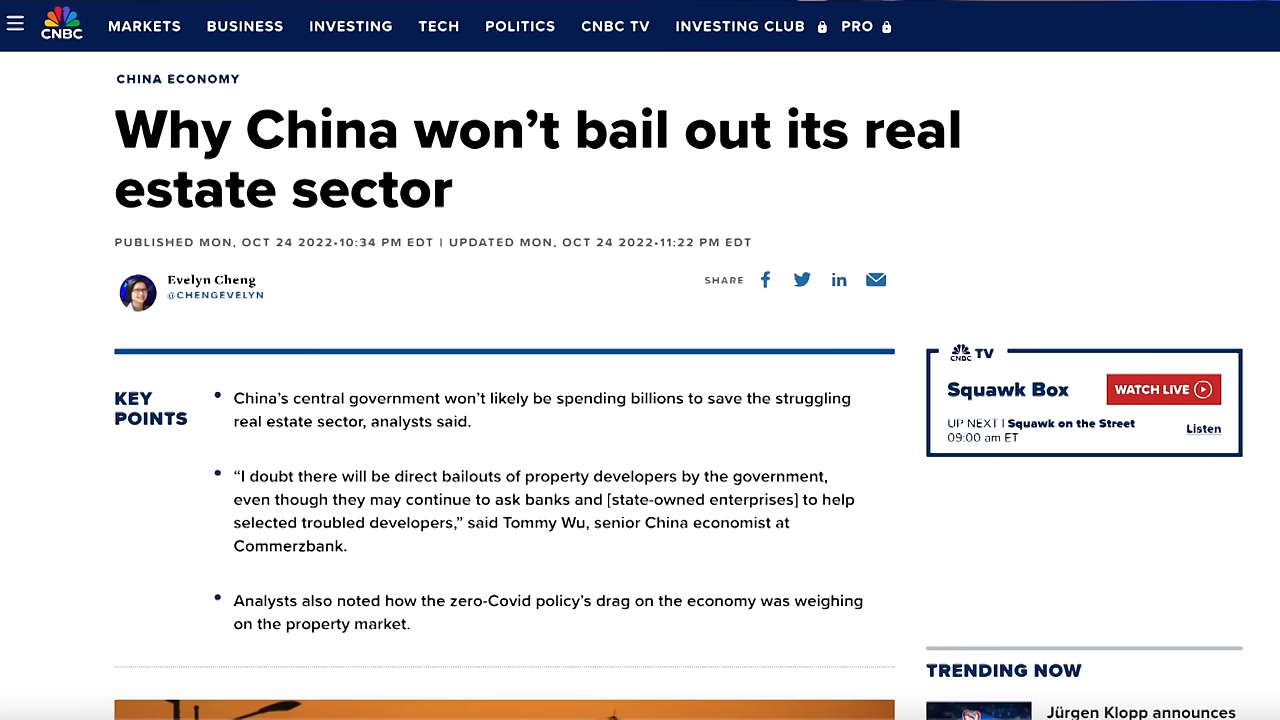 CNBC MARKETS BUSINESS INVESTING TECH POLITICS CNBC TV INVESTING CLUB PRO
CHINA ECONOMY
Why China won’t bail out its real
estate sector
PUBLISHED MON, OCT 24 2022•10:34 PM EDT | UPDATED MON, OCT 24 2022•11:22 PM EDT
Evelyn Cheng
@CHENGEVELYN
SHARE
KEY
POINTS
• China’s central government won’t likely be spending billions to save the struggling
real estate sector, analysts said.
• “I doubt there will be direct bailouts of property developers by the government,
even though they may continue to ask banks and [state-owned enterprises] to help
selected troubled developers,” said Tommy Wu, senior China economist at
Commerzbank.
• Analysts also noted how the zero-Covid policy’s drag on the economy was weighing
on the property market.
CNBC TV
Squawk Box
WATCH LIVE
UP NEXT | Squawk on the Street
09:00 am ET
Listen
TRENDING NOW
Jürgen Klopp announces